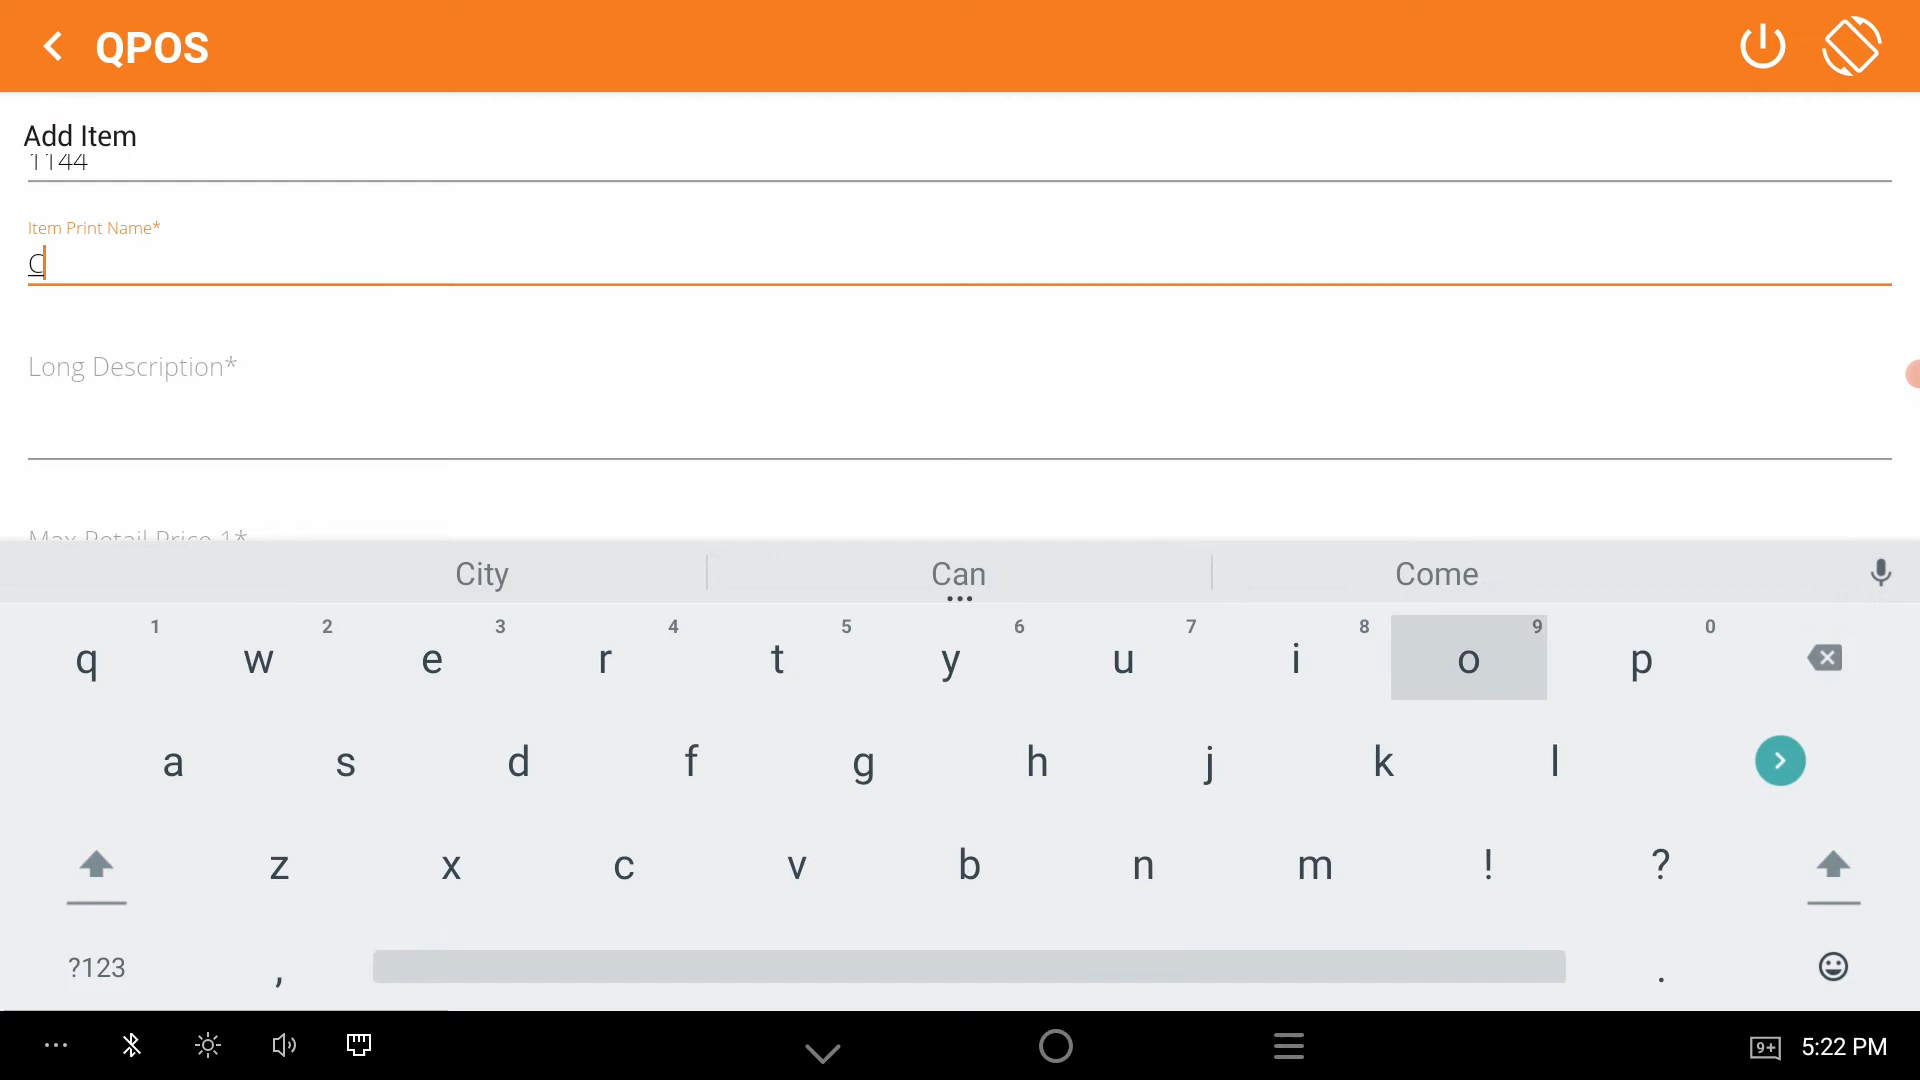 QPOS
Add Item
1144
Item Print Name*
C
Long Description*
Max Retail Price 1*
City Can Come
1 2 3 4 5 6 7 8 9 0
q w e r t y u i o p
a s d f g h j k l
z x c v b n m ! ?
?123 , .
9+ 5:22 PM